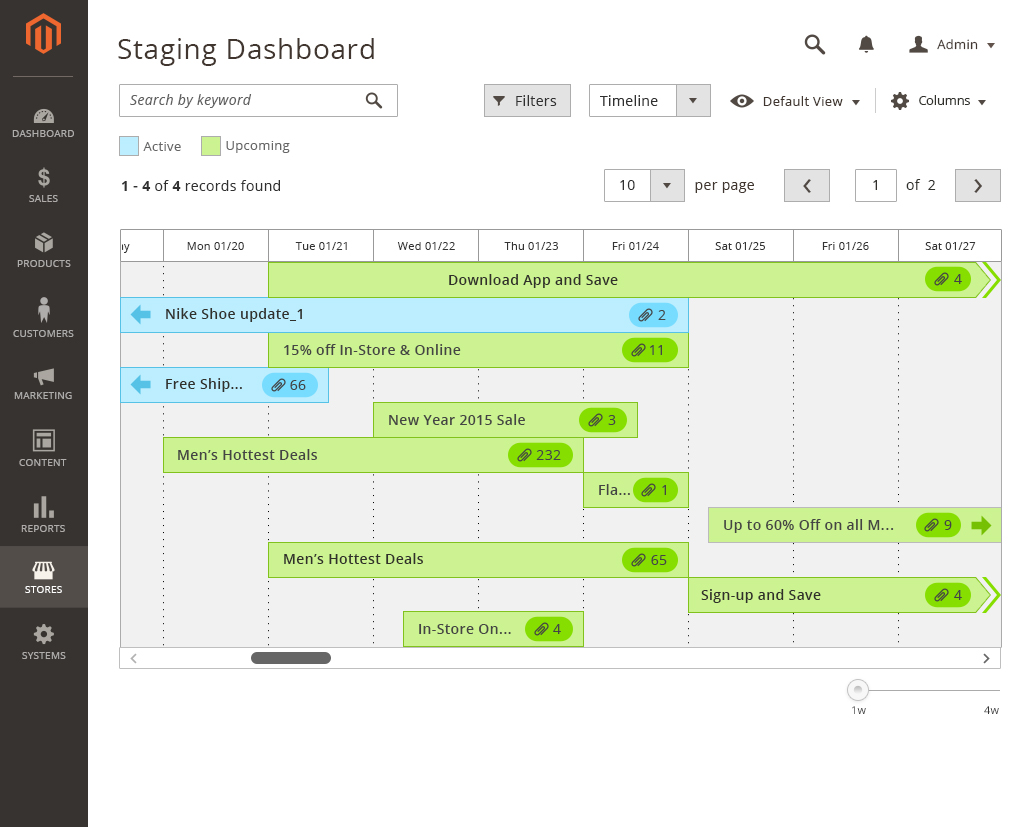 Staging Dashboard
Admin
Search by keyword
Filters
Timeline
Default View
Columns
Active
Upcoming
1 - 4 of 4 records found
10
per page
1
of 2
ay
Mon 01/20
Tue 01/21
Wed 01/22
Thu 01/23
Fri 01/24
Sat 01/25
Fri 01/26
Sat 01/27
Download App and Save
4
Nike Shoe update_1
2
15% off In-Store & Online
11
Free Ship...
66
New Year 2015 Sale
3
Men’s Hottest Deals
232
Fla...
1
Up to 60% Off on all M...
9
Men’s Hottest Deals
65
Sign-up and Save
4
In-Store On...
4
1w
4w
DASHBOARD
$
SALES
PRODUCTS
CUSTOMERS
MARKETING
CONTENT
REPORTS
STORES
SYSTEMS